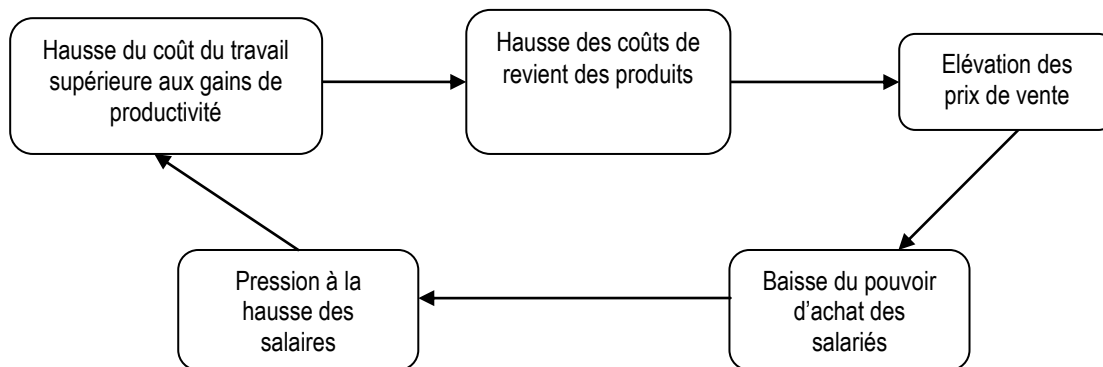 Hausse du coût du travail
supérieure aux gains de
productivité
Hausse des coûts de
revient des produits
Elévation des
prix de vente
Pression à la
hausse des
salaires
Baisse du pouvoir
d’achat des
salariés